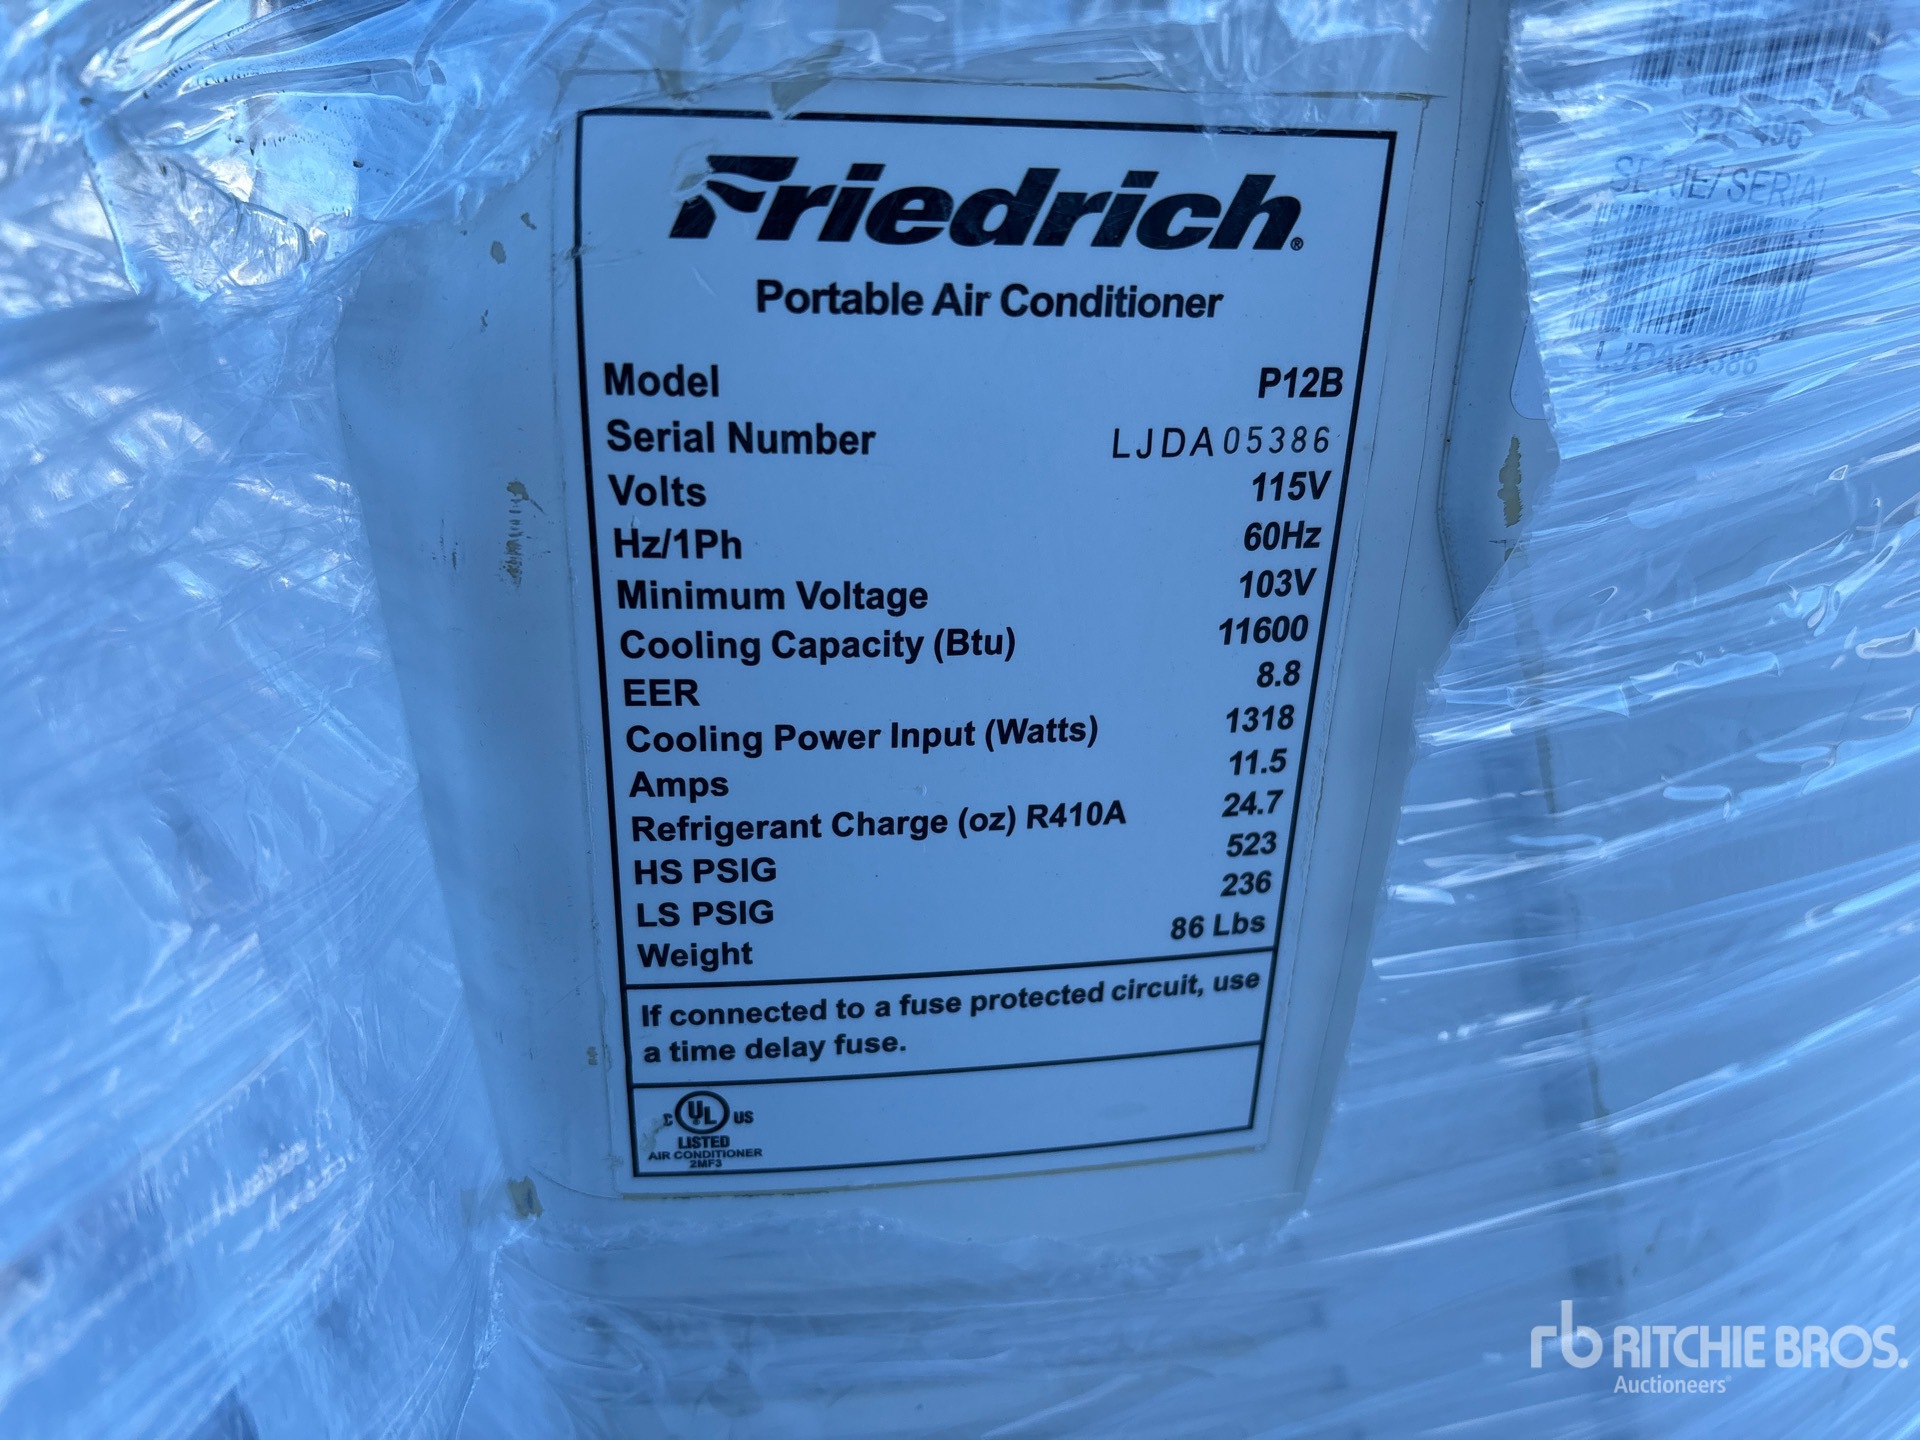 Friedrich®
Portable Air Conditioner
Model P12B
Serial Number LJDA05386
Volts 115V
Hz/1Ph 60Hz
Minimum Voltage 103V
Cooling Capacity (Btu) 11600
EER 8.8
Cooling Power Input (Watts) 1318
Amps 11.5
Refrigerant Charge (oz) R410A 24.7
HS PSIG 523
LS PSIG 236
Weight 86 Lbs
If connected to a fuse protected circuit, use
a time delay fuse.
C UL US
LISTED
AIR CONDITIONER
2MF3
SERIE/SERIAL
LJDA05386
rb RITCHIE BROS.
Auctioneers